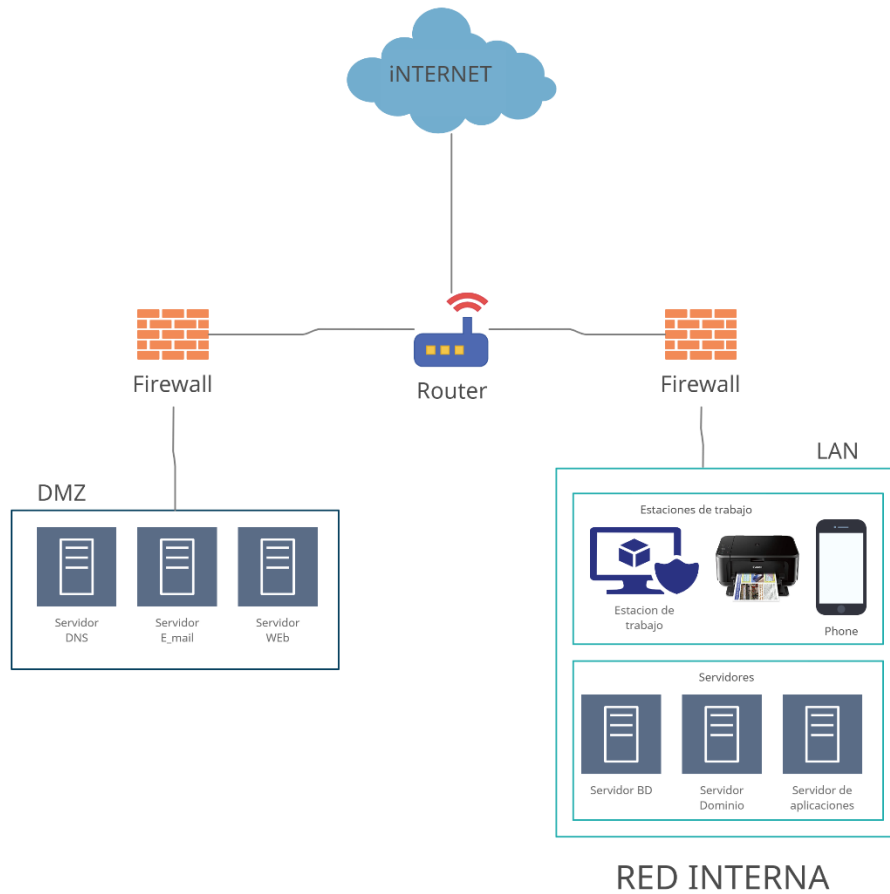 iNTERNET
Firewall
Router
Firewall
DMZ
Servidor
DNS
Servidor
E_mail
Servidor
WEb
LAN
Estaciones de trabajo
Estacion de
trabajo
Phone
Servidores
Servidor BD
Servidor
Dominio
Servidor de
aplicaciones
RED INTERNA